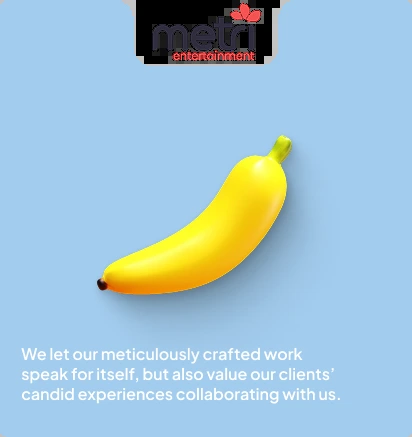 metri
entertainment
We let our meticulously crafted work
speak for itself, but also value our clients’
candid experiences collaborating with us.